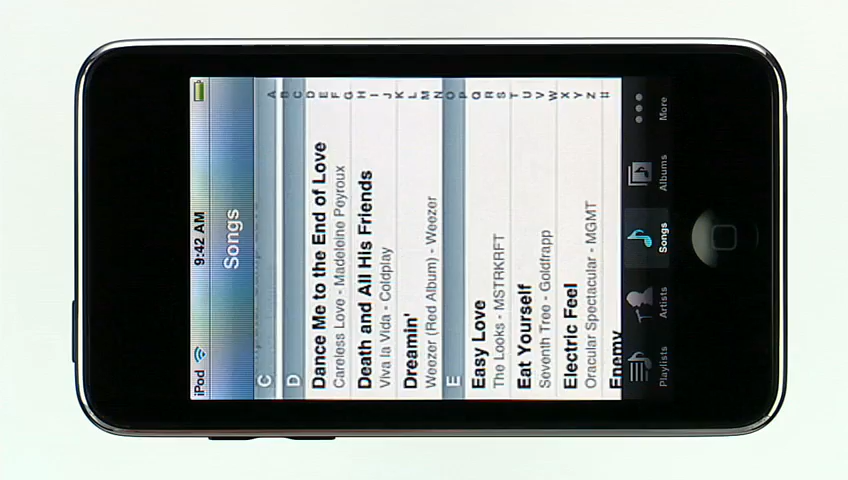 iPod 9:42 AM
Songs
C
D
Dance Me to the End of Love
Careless Love - Madeleine Peyroux
Death and All His Friends
Viva la Vida - Coldplay
Dreamin'
Weezer (Red Album) - Weezer
E
Easy Love
The Looks - MSTRKRFT
Eat Yourself
Seventh Tree - Goldfrapp
Electric Feel
Oracular Spectacular - MGMT
Enemy
A
B
C
D
E
F
G
H
I
J
K
L
M
N
O
P
Q
R
S
T
U
V
W
X
Y
Z
#
Playlists
Artists
Songs
Albums
More